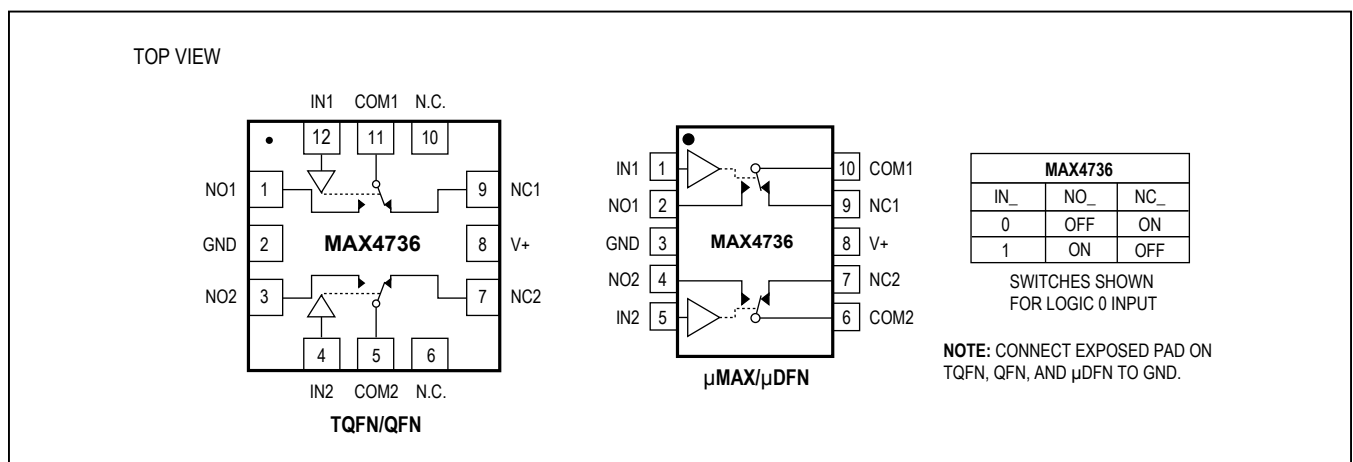 TOP VIEW
IN1 COM1 N.C.
12 11 10
NO1 1 9 NC1
GND 2 MAX4736 8 V+
NO2 3 7 NC2
4 5 6
IN2 COM2 N.C.
TQFN/QFN
IN1 1 10 COM1
NO1 2 9 NC1
GND 3 MAX4736 8 V+
NO2 4 7 NC2
IN2 5 6 COM2
µMAX/µDFN
MAX4736
IN_ NO_ NC_
0 OFF ON
1 ON OFF
SWITCHES SHOWN
FOR LOGIC 0 INPUT
NOTE: CONNECT EXPOSED PAD ON
TQFN, QFN, AND µDFN TO GND.